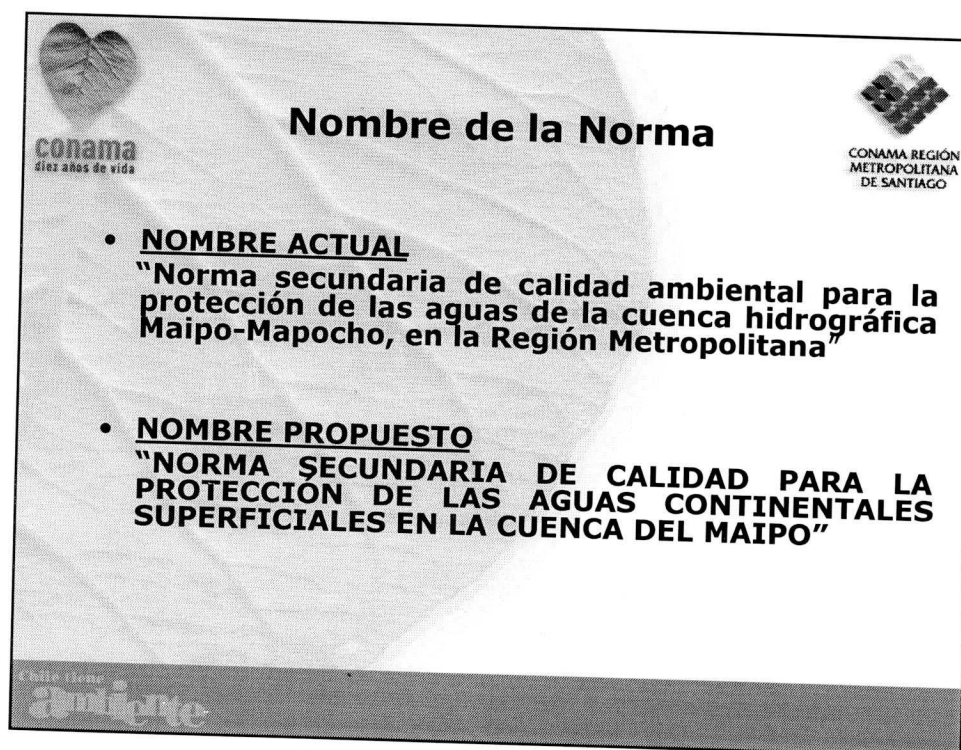 conama
diez años de vida
Nombre de la Norma
CONAMA REGIÓN
METROPOLITANA
DE SANTIAGO
• NOMBRE ACTUAL
“Norma secundaria de calidad ambiental para la
protección de las aguas de la cuenca hidrográfica
Maipo-Mapocho, en la Región Metropolitana”
• NOMBRE PROPUESTO
“NORMA SECUNDARIA DE CALIDAD PARA LA
PROTECCIÓN DE LAS AGUAS CONTINENTALES
SUPERFICIALES EN LA CUENCA DEL MAIPO”
Chile tiene
ambiente